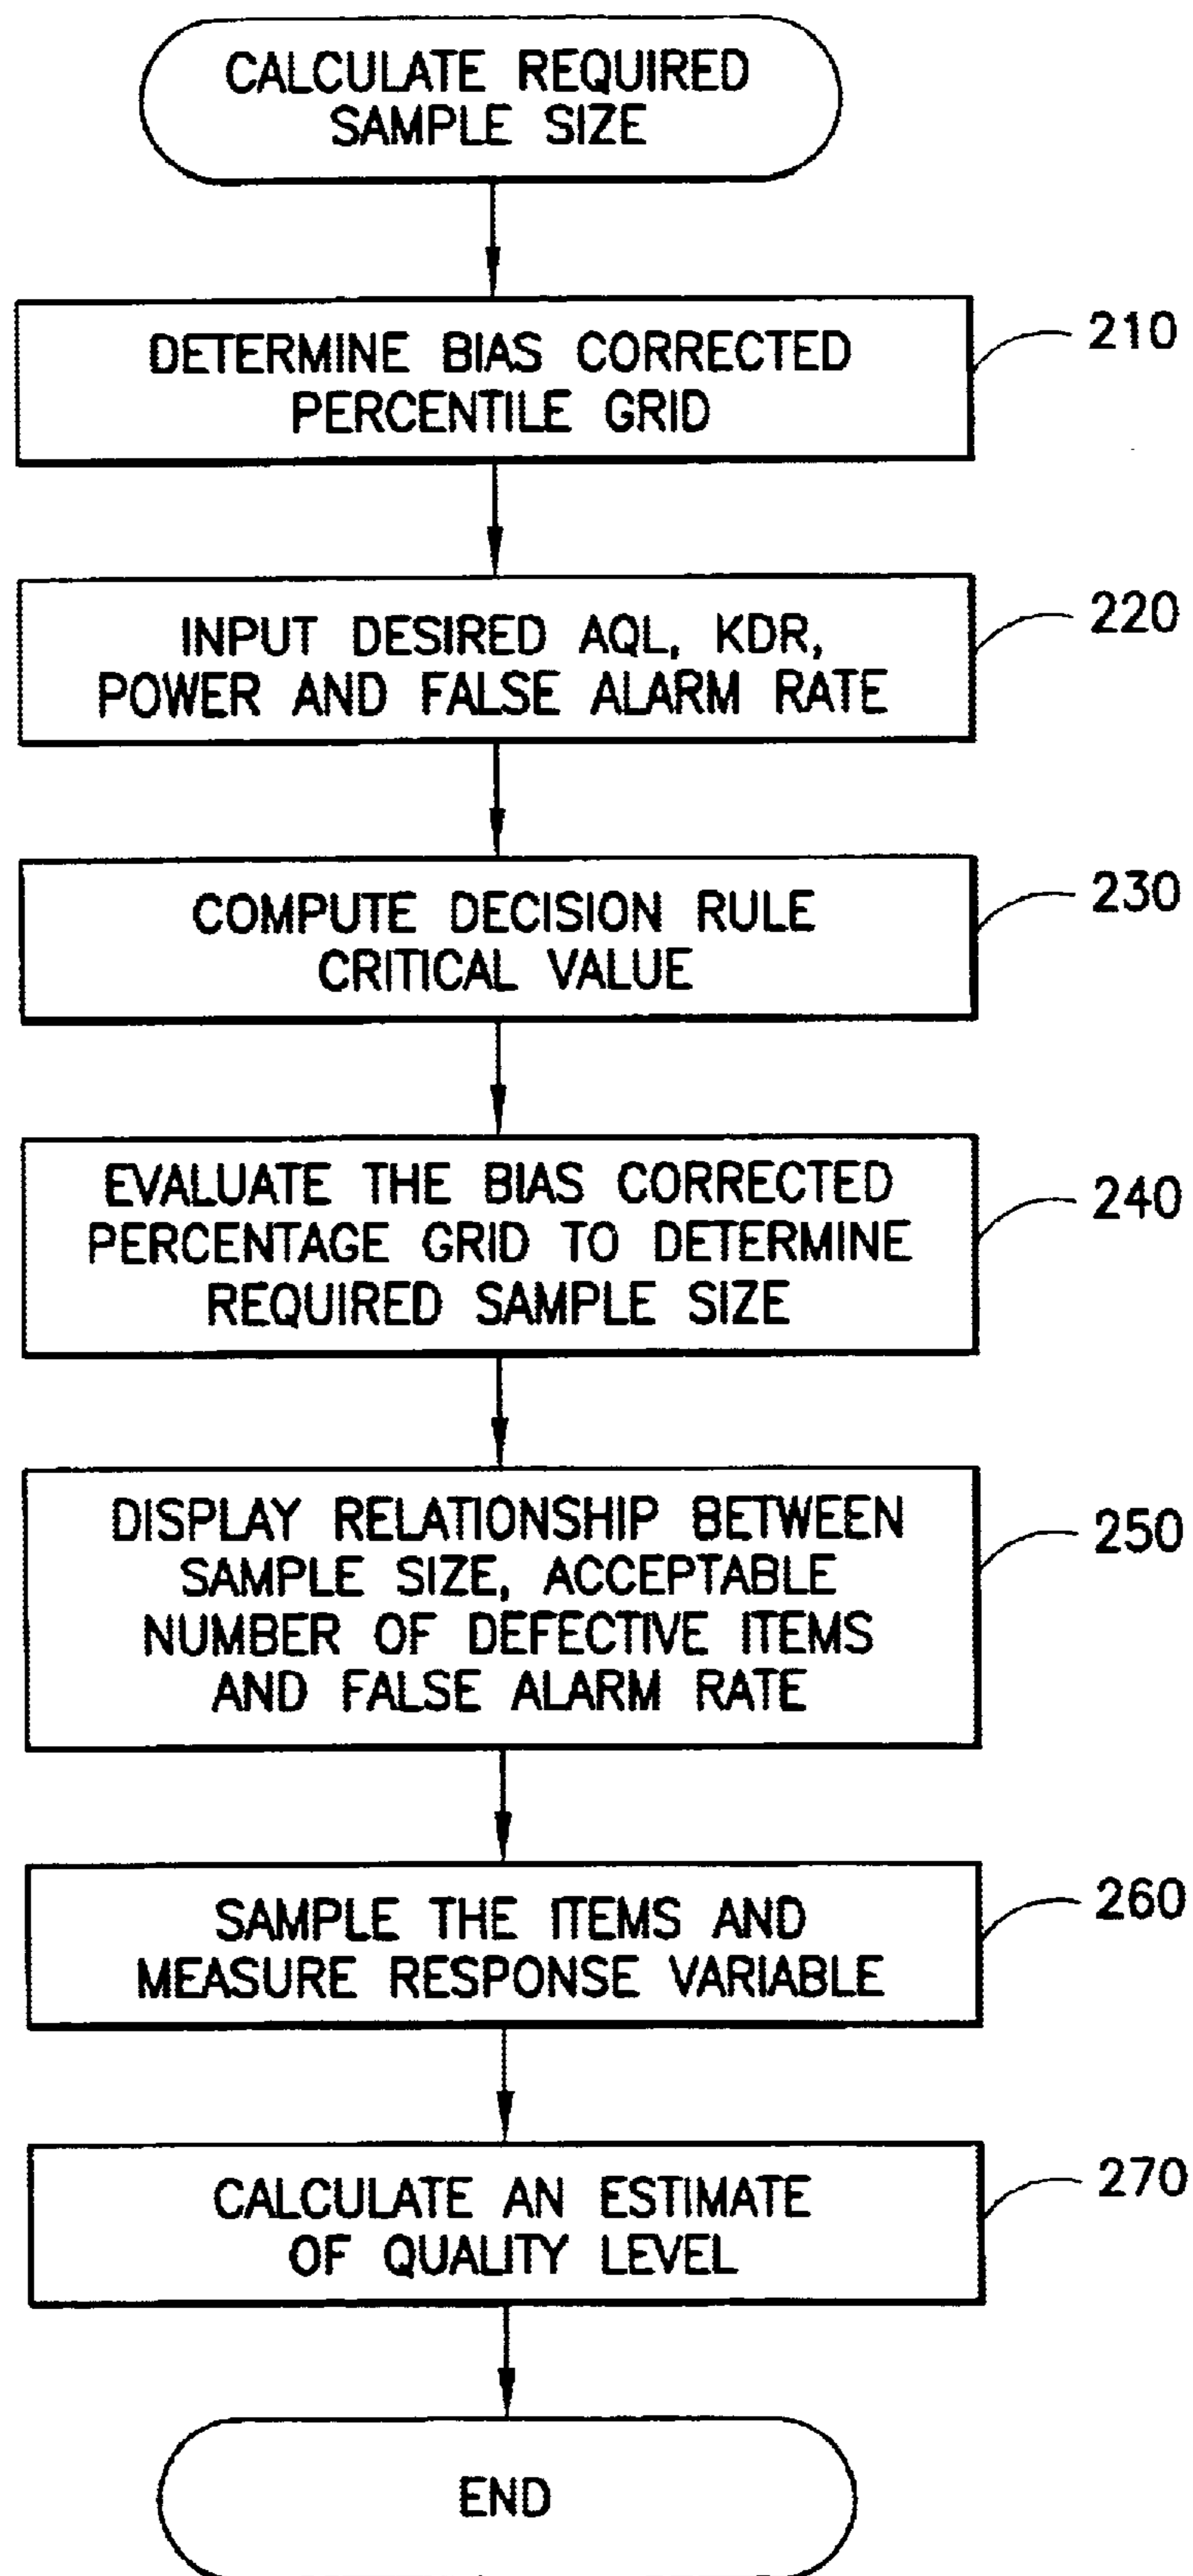 CALCULATE REQUIRED
SAMPLE SIZE
DETERMINE BIAS CORRECTED
PERCENTILE GRID
210
INPUT DESIRED AQL, KDR,
POWER AND FALSE ALARM RATE
220
COMPUTE DECISION RULE
CRITICAL VALUE
230
EVALUATE THE BIAS CORRECTED
PERCENTAGE GRID TO DETERMINE
REQUIRED SAMPLE SIZE
240
DISPLAY RELATIONSHIP BETWEEN
SAMPLE SIZE, ACCEPTABLE
NUMBER OF DEFECTIVE ITEMS
AND FALSE ALARM RATE
250
SAMPLE THE ITEMS AND
MEASURE RESPONSE VARIABLE
260
CALCULATE AN ESTIMATE
OF QUALITY LEVEL
270
END